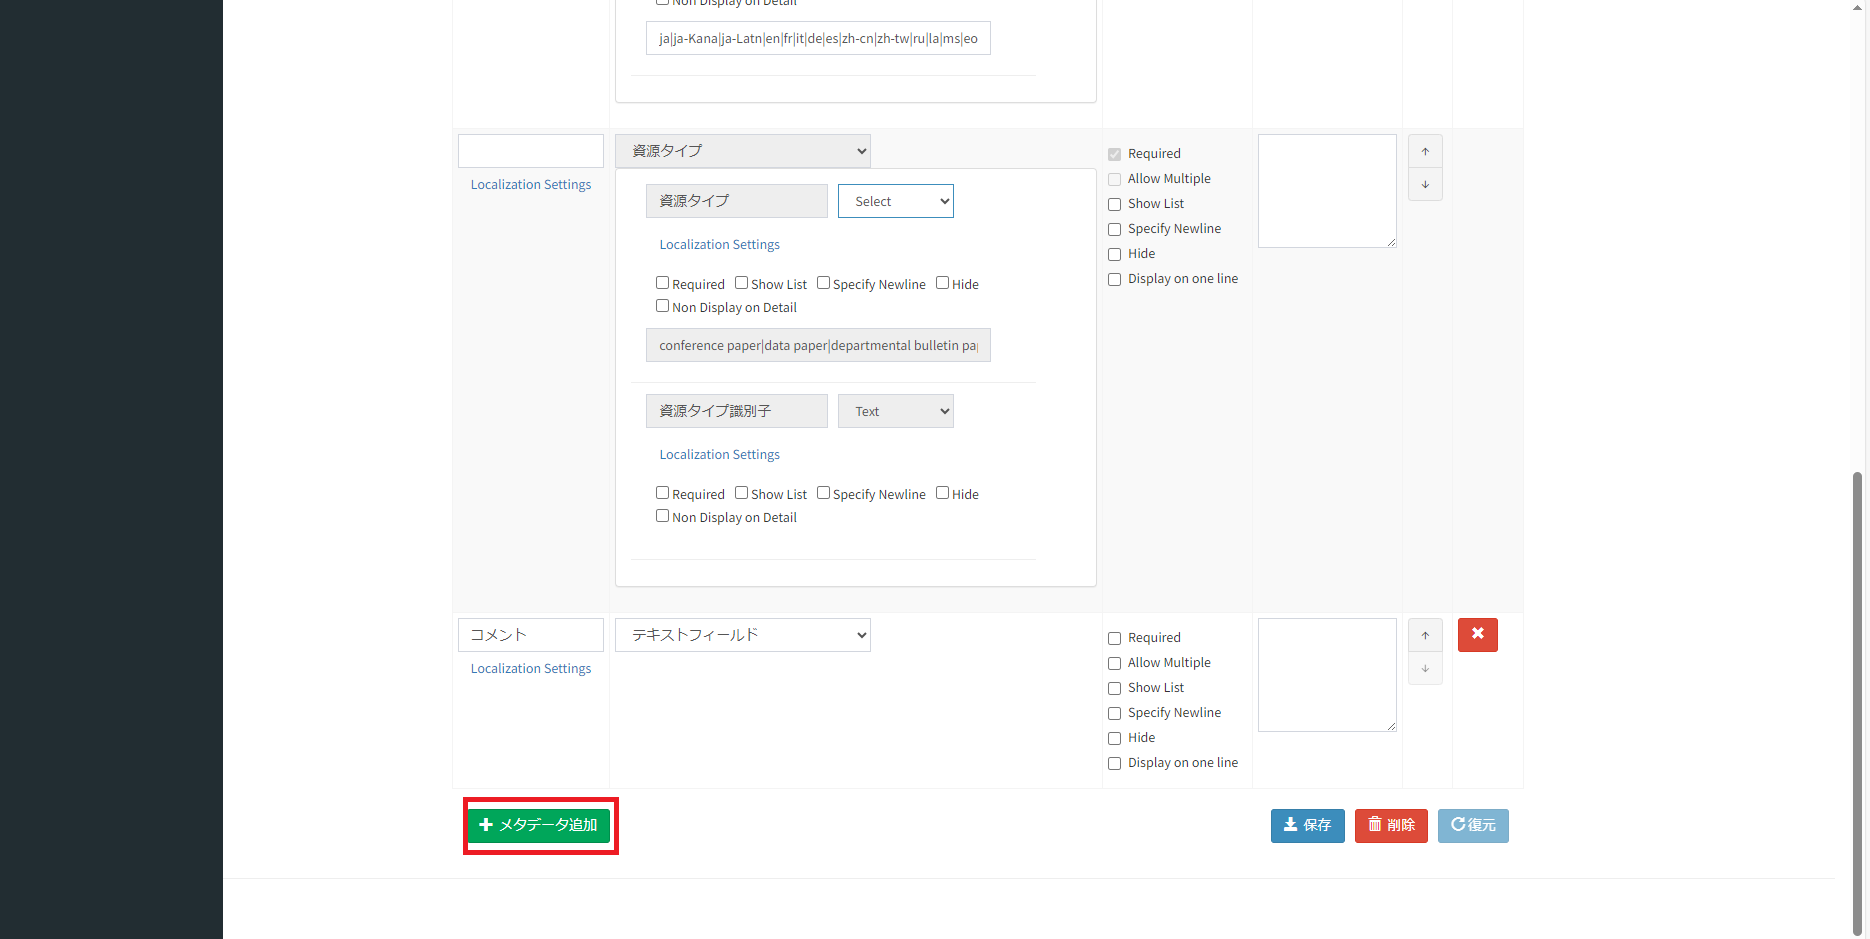 Non Display on Detail
ja|ja-Kana|ja-Latn|en|fr|it|de|es|zh-cn|zh-tw|ru|la|ms|eo
資源タイプ
Localization Settings
資源タイプ Select
Localization Settings
Required Show List Specify Newline Hide
Non Display on Detail
conference paper|data paper|departmental bulletin pa
資源タイプ識別子 Text
Localization Settings
Required Show List Specify Newline Hide
Non Display on Detail
Required
Allow Multiple
Show List
Specify Newline
Hide
Display on one line
コメント テキストフィールド
Localization Settings
Required
Allow Multiple
Show List
Specify Newline
Hide
Display on one line
メタデータ追加 保存 削除 復元